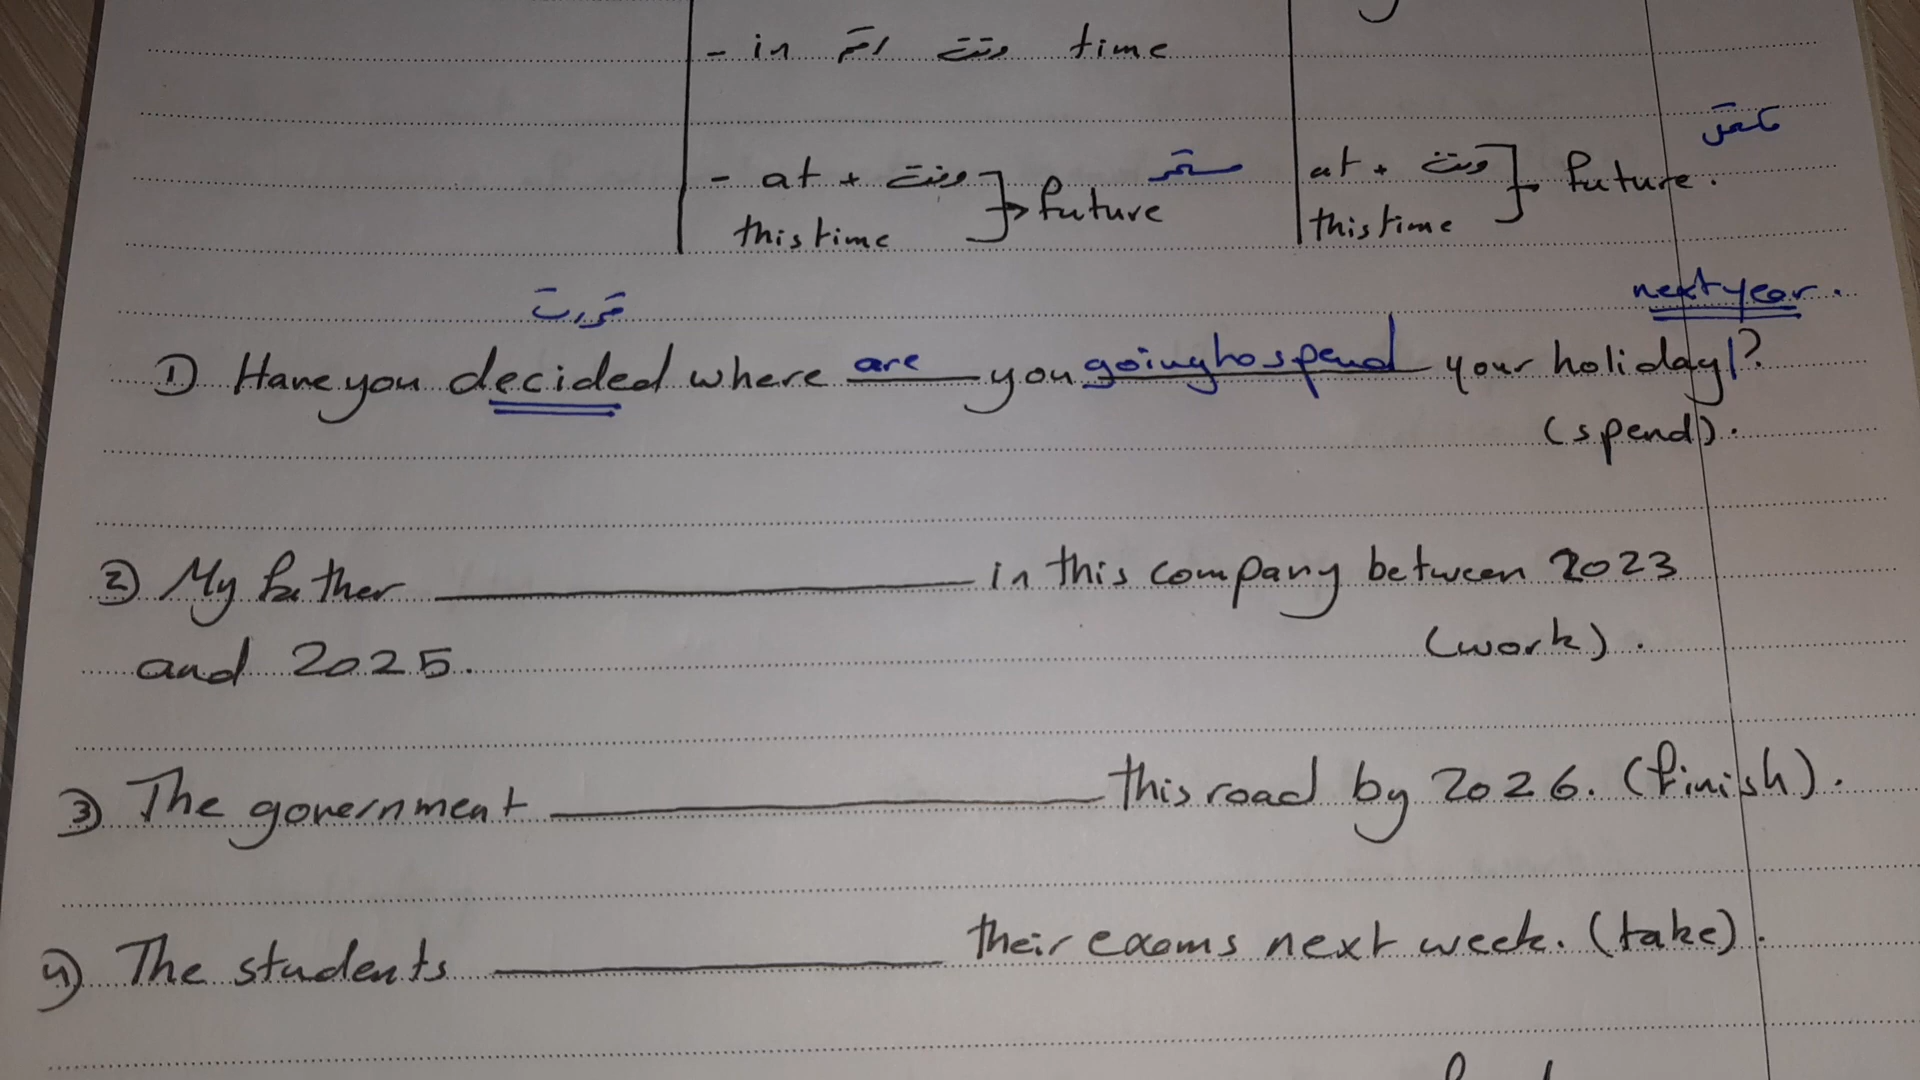 - in رقم وقت time
كامل
- at + وقت future مستمر at + وقت future.
this time this time
next year.
قررت
① Have you decided where are you going to spend your holiday?
(spend).
② My father ________ in this company between 2023
and 2025. (work).
③ The government ________ this road by 2026. (finish).
4) The students ________ their exams next week. (take).